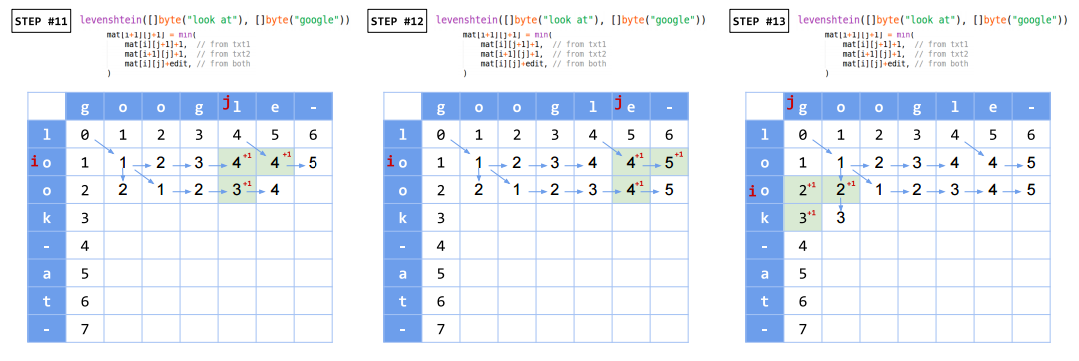 STEP #11
levenshtein([]byte("look at"), []byte("google"))
mat[i+1][j+1] = min(
mat[i][j+1]+1, // from txt1
mat[i+1][j]+1, // from txt2
mat[i][j]+edit, // from both
)
g o o g j l e -
l 0 1 2 3 4 5 6
i o 1 1 2 3 4 +1 4 +1 5
o 2 2 1 2 3 +1 4
k 3
- 4
a 5
t 6
- 7
STEP #12
levenshtein([]byte("look at"), []byte("google"))
mat[i+1][j+1] = min(
mat[i][j+1]+1, // from txt1
mat[i+1][j]+1, // from txt2
mat[i][j]+edit, // from both
)
g o o g l j e -
l 0 1 2 3 4 5 6
i o 1 1 2 3 4 4 +1 5 +1
o 2 2 1 2 3 4 +1 5
k 3
- 4
a 5
t 6
- 7
STEP #13
levenshtein([]byte("look at"), []byte("google"))
mat[i+1][j+1] = min(
mat[i][j+1]+1, // from txt1
mat[i+1][j]+1, // from txt2
mat[i][j]+edit, // from both
)
j g o o g l e -
l 0 1 2 3 4 5 6
o 1 1 2 3 4 4 5
i o 2 +1 2 +1 1 2 3 4 5
k 3 +1 3
- 4
a 5
t 6
- 7